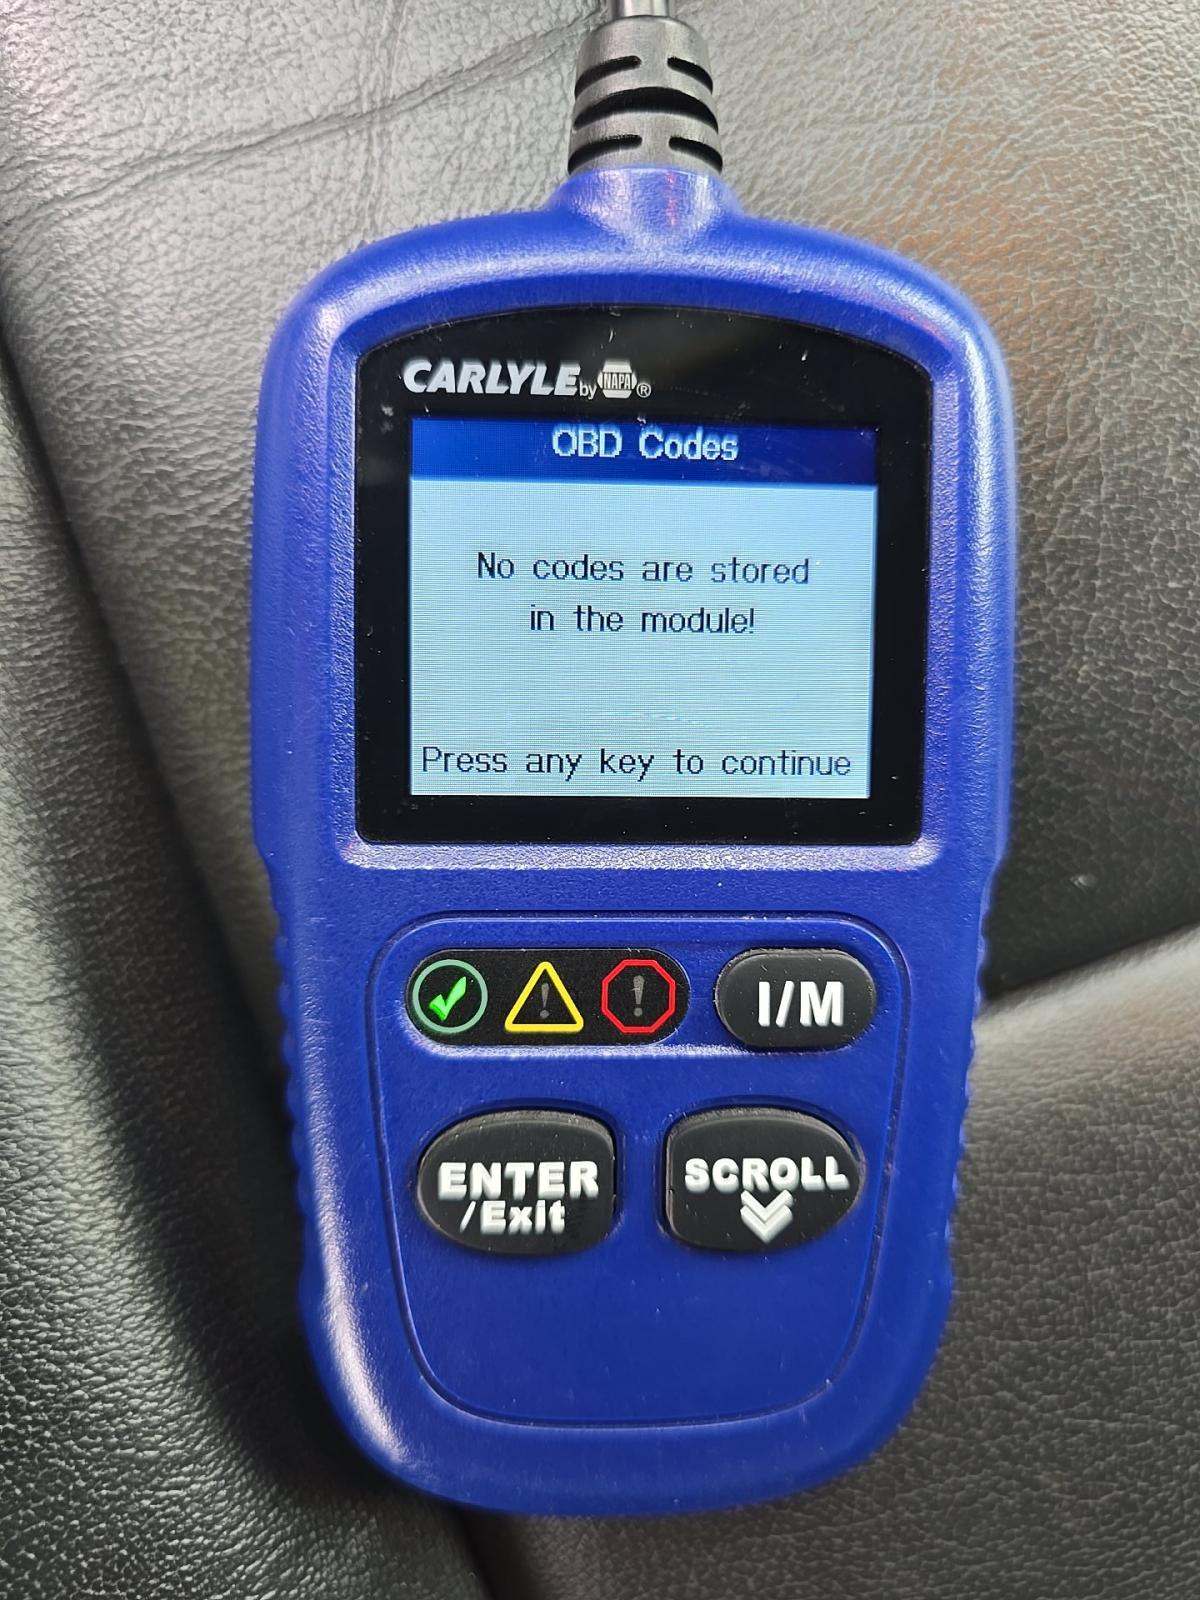 CARLYLE by NAPA ®
OBD Codes
No codes are stored
in the module!
Press any key to continue
I/M
ENTER
/Exit
SCROLL